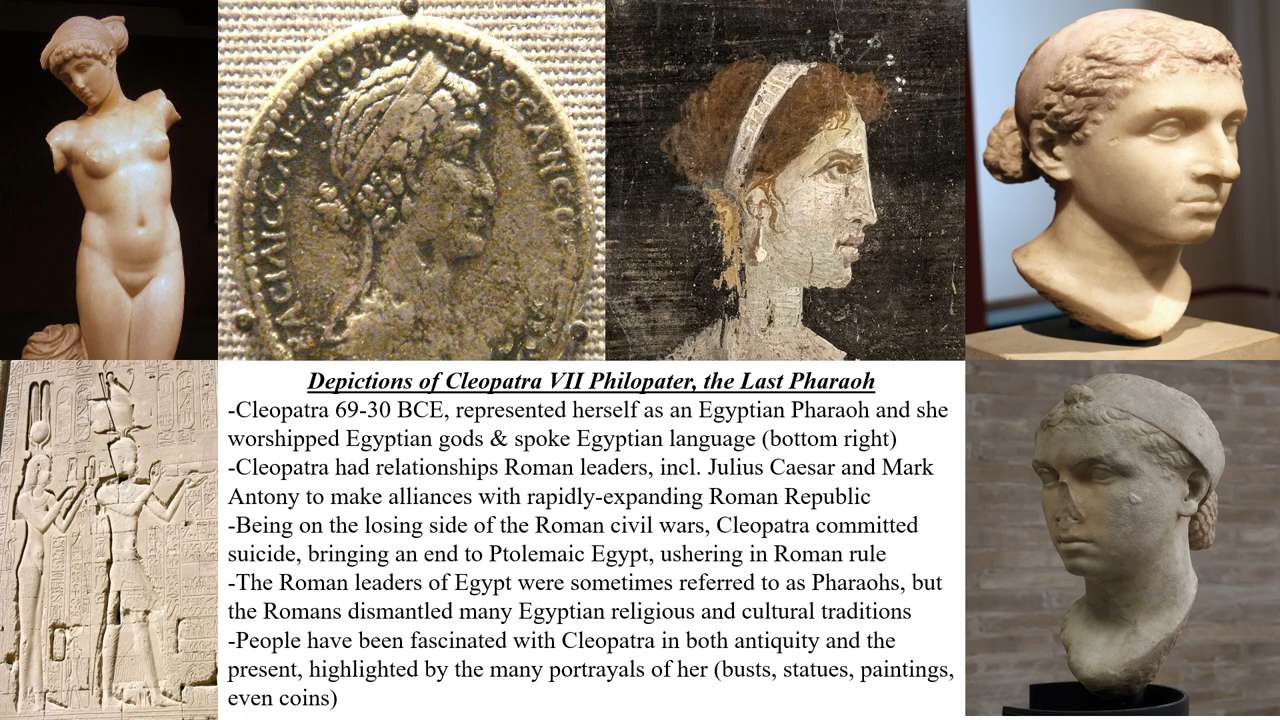 Depictions of Cleopatra VII Philopater, the Last Pharaoh
-Cleopatra 69-30 BCE, represented herself as an Egyptian Pharaoh and she
worshipped Egyptian gods & spoke Egyptian language (bottom right)
-Cleopatra had relationships Roman leaders, incl. Julius Caesar and Mark
Antony to make alliances with rapidly-expanding Roman Republic
-Being on the losing side of the Roman civil wars, Cleopatra committed
suicide, bringing an end to Ptolemaic Egypt, ushering in Roman rule
-The Roman leaders of Egypt were sometimes referred to as Pharaohs, but
the Romans dismantled many Egyptian religious and cultural traditions
-People have been fascinated with Cleopatra in both antiquity and the
present, highlighted by the many portrayals of her (busts, statues, paintings,
even coins)